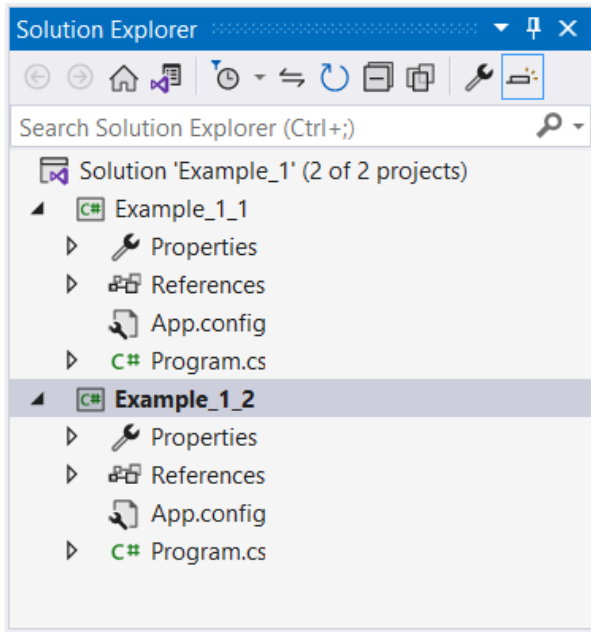 Solution Explorer
Search Solution Explorer (Ctrl+;)
Solution 'Example_1' (2 of 2 projects)
C# Example_1_1
Properties
References
App.config
C# Program.cs
C# Example_1_2
Properties
References
App.config
C# Program.cs